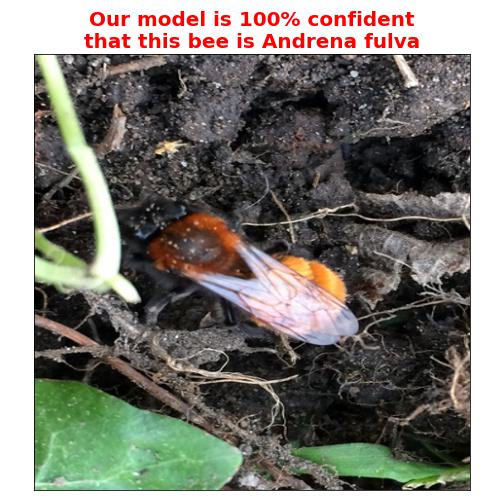 Our model is 100% confident
that this bee is Andrena fulva